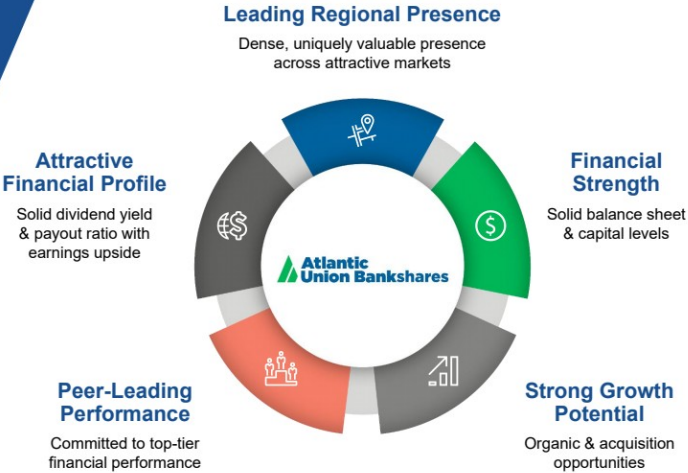 Leading Regional Presence
Dense, uniquely valuable presence
across attractive markets
Attractive
Financial Profile
Solid dividend yield
& payout ratio with
earnings upside
Financial
Strength
Solid balance sheet
& capital levels
$
$
Atlantic
Union Bankshares
Peer-Leading
Performance
Committed to top-tier
financial performance
Strong Growth
Potential
Organic & acquisition
opportunities